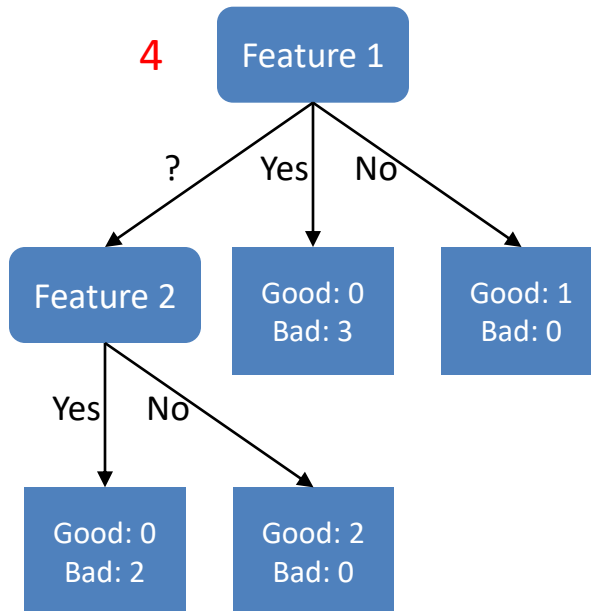 4
Feature 1
?
Yes
No
Feature 2
Good: 0
Bad: 3
Good: 1
Bad: 0
Yes
No
Good: 0
Bad: 2
Good: 2
Bad: 0